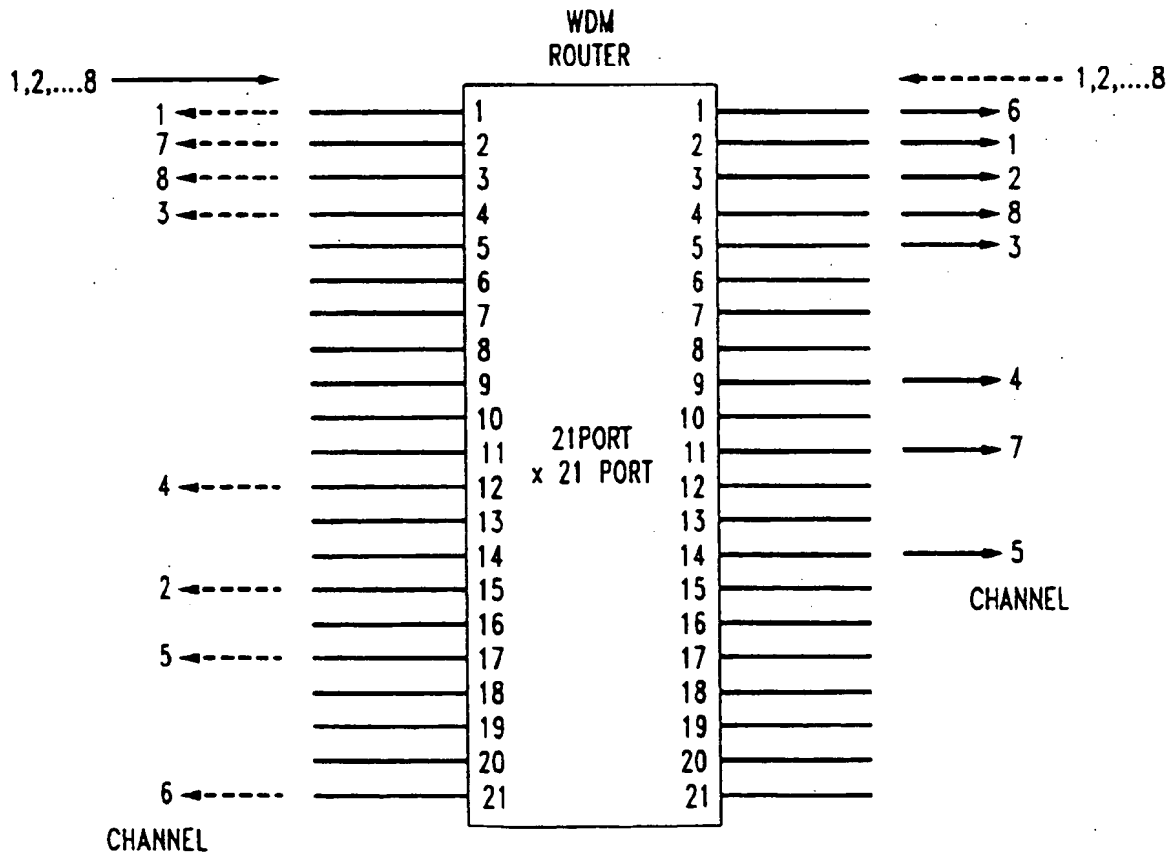 WDM
ROUTER
1,2,....8 1,2,....8
1 1 1 6
7 2 2 1
8 3 3 2
3 4 4 8
5 5 3
6 6
7 7
8 8
9 9 4
10 10
21PORT
11 11 7
x 21 PORT
4 12 12
13 13
14 14 5
2 15 15
CHANNEL
16 16
5 17 17
18 18
19 19
20 20
6 21 21
CHANNEL